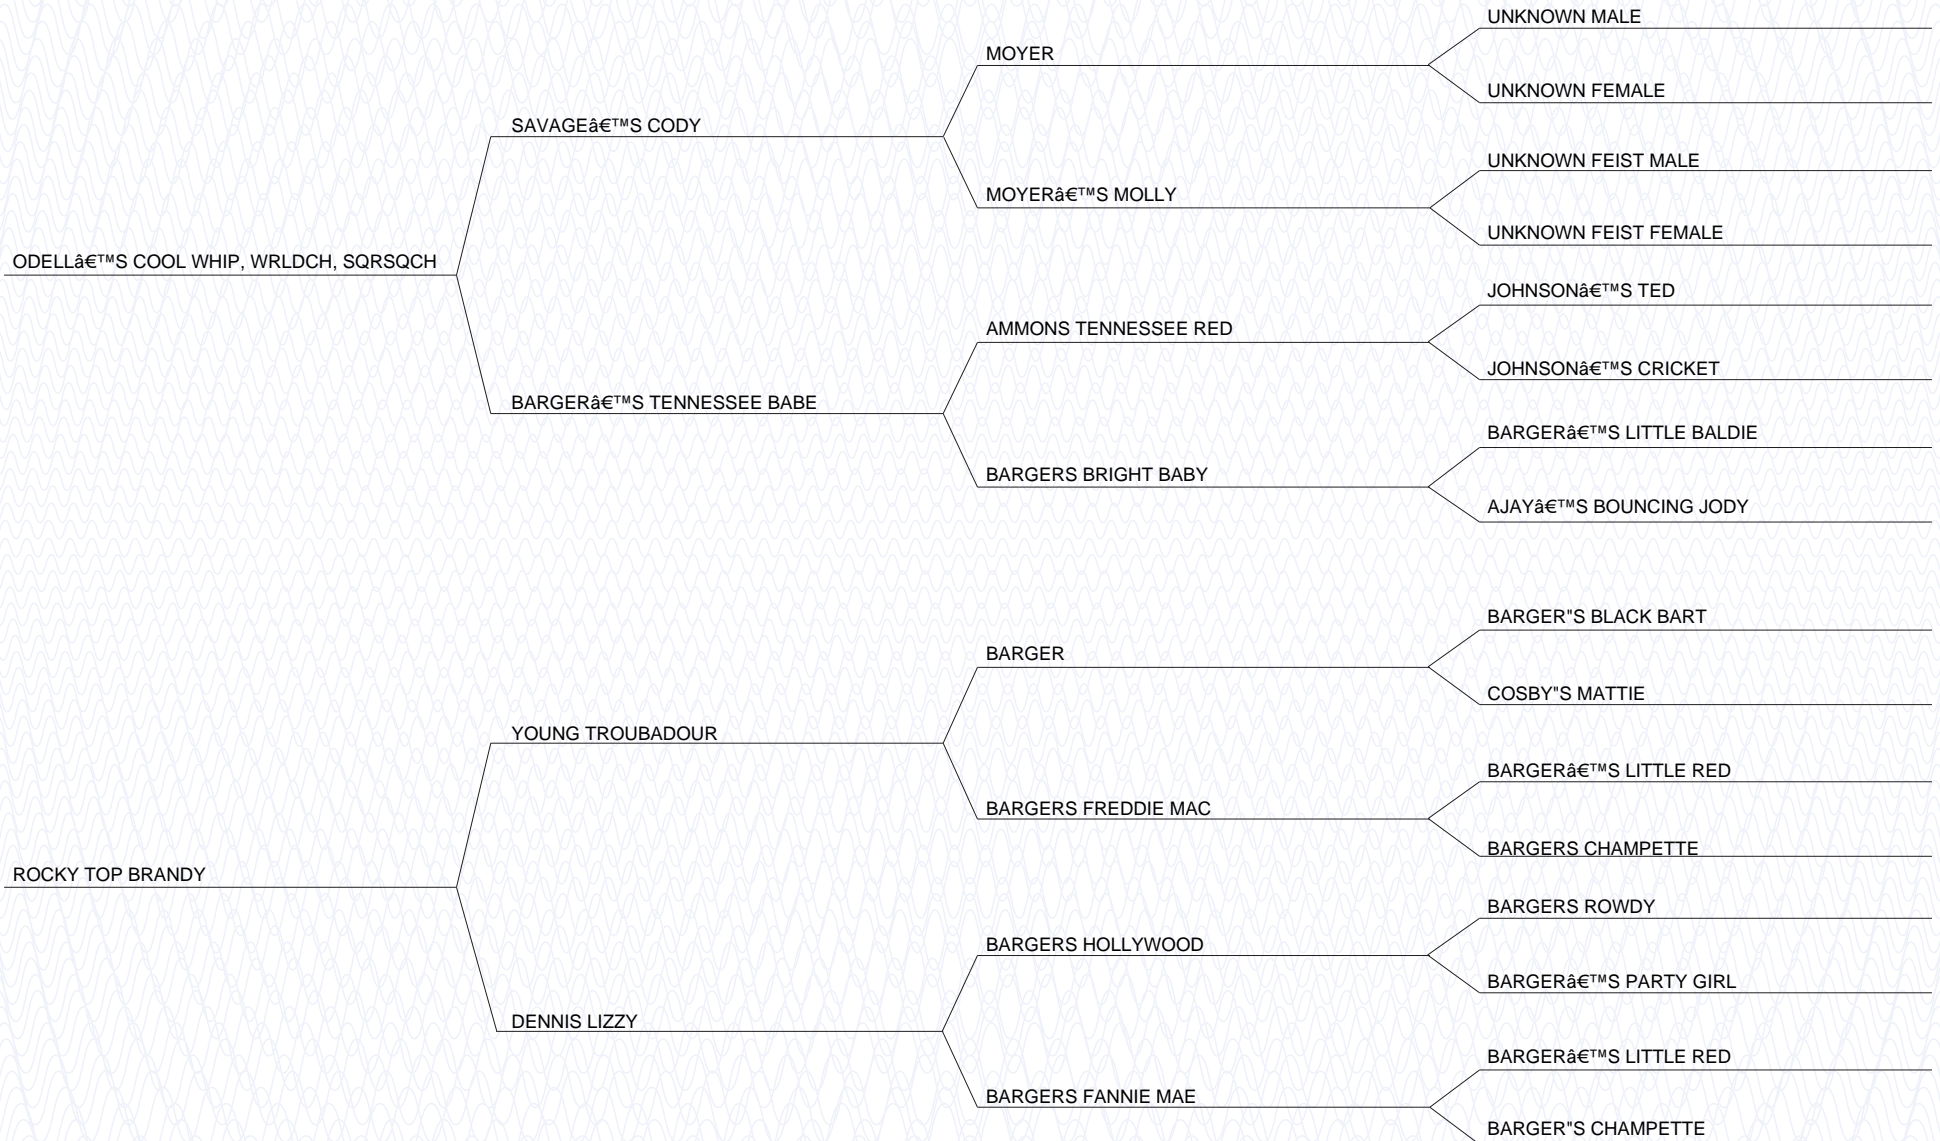 UNKNOWN MALE
MOYER
UNKNOWN FEMALE
SAVAGEâ€™S CODY
UNKNOWN FEIST MALE
MOYERâ€™S MOLLY
UNKNOWN FEIST FEMALE
ODELLâ€™S COOL WHIP, WRLDCH, SQRSQCH
JOHNSONâ€™S TED
AMMONS TENNESSEE RED
JOHNSONâ€™S CRICKET
BARGERâ€™S TENNESSEE BABE
BARGERâ€™S LITTLE BALDIE
BARGERS BRIGHT BABY
AJAYâ€™S BOUNCING JODY
BARGER"S BLACK BART
BARGER
COSBY"S MATTIE
YOUNG TROUBADOUR
BARGERâ€™S LITTLE RED
BARGERS FREDDIE MAC
BARGERS CHAMPETTE
ROCKY TOP BRANDY
BARGERS ROWDY
BARGERS HOLLYWOOD
BARGERâ€™S PARTY GIRL
DENNIS LIZZY
BARGERâ€™S LITTLE RED
BARGERS FANNIE MAE
BARGER"S CHAMPETTE